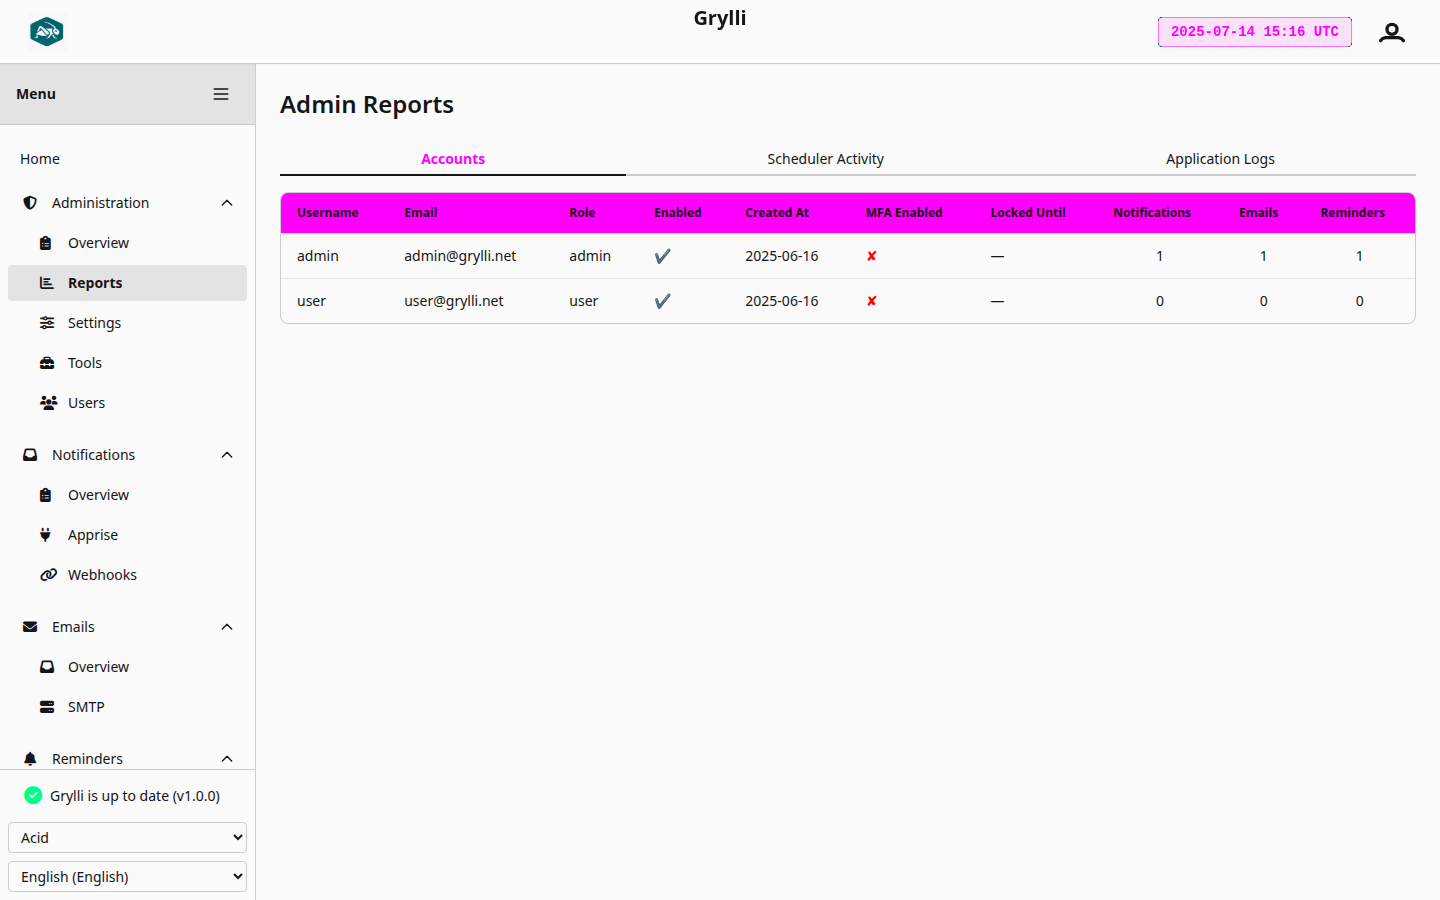 Grylli
2025-07-14 15:16 UTC
Menu
Home
Administration
Overview
Reports
Settings
Tools
Users
Notifications
Overview
Apprise
Webhooks
Emails
Overview
SMTP
Reminders
Grylli is up to date (v1.0.0)
Acid
English (English)
Admin Reports
Accounts Scheduler Activity Application Logs
Username Email Role Enabled Created At MFA Enabled Locked Until Notifications Emails Reminders
admin admin@grylli.net admin ✔ 2025-06-16 ✘ — 1 1 1
user user@grylli.net user ✔ 2025-06-16 ✘ — 0 0 0